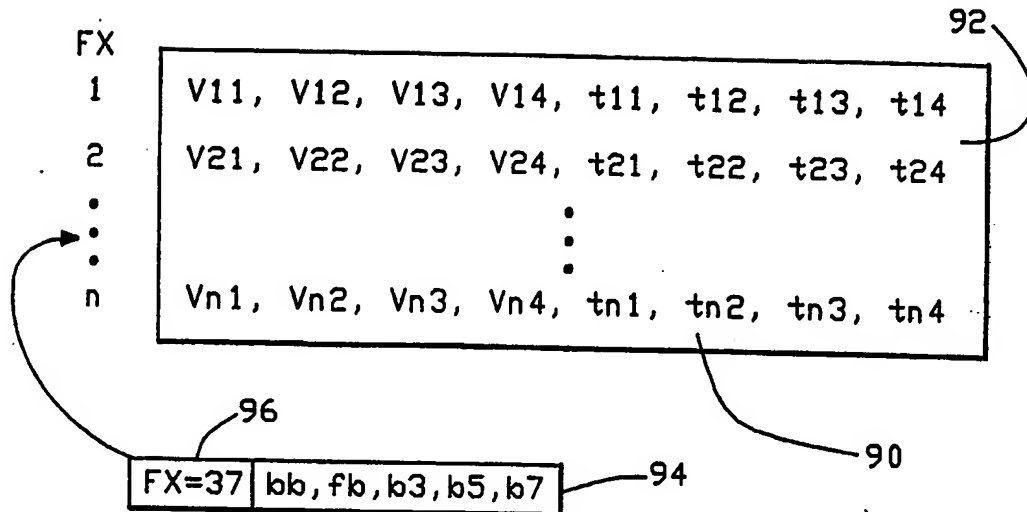 92
FX
1 V11, V12, V13, V14, t11, t12, t13, t14
2 V21, V22, V23, V24, t21, t22, t23, t24
n Vn1, Vn2, Vn3, Vn4, tn1, tn2, tn3, tn4
96
90
FX=37 bb,fb,b3,b5,b7 94